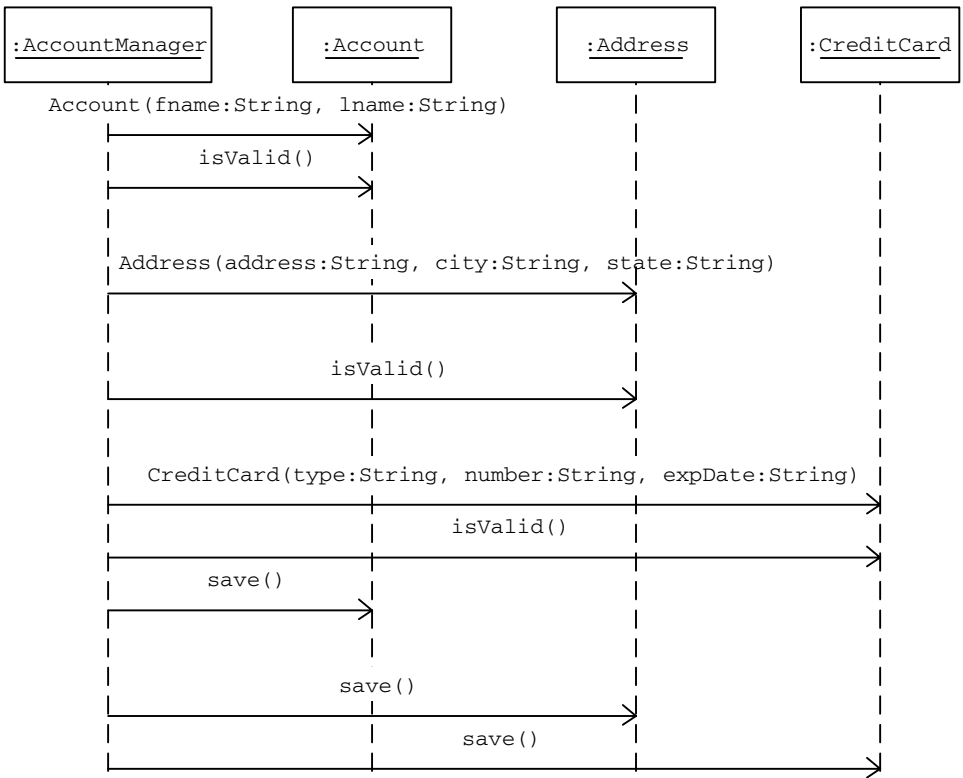 :AccountManager
:Account
:Address
:CreditCard
Account(fname:String, lname:String)
isValid()
Address(address:String, city:String, state:String)
isValid()
CreditCard(type:String, number:String, expDate:String)
isValid()
save()
save()
save()